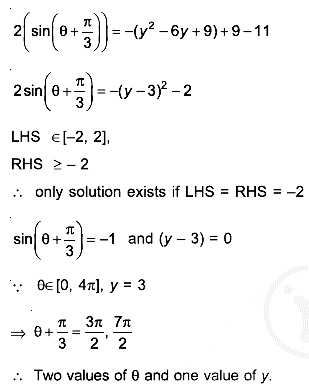 2(sin(θ + π/3)) = –(y² – 6y + 9) + 9 – 11
2sin(θ + π/3) = –(y – 3)² – 2
LHS ∈[–2, 2],
RHS ≥ – 2
∴ only solution exists if LHS = RHS = –2
sin(θ + π/3) = –1 and (y – 3) = 0
∵ θ∈[0, 4π], y = 3
⇒ θ + π/3 = 3π/2, 7π/2
∴ Two values of θ and one value of y.